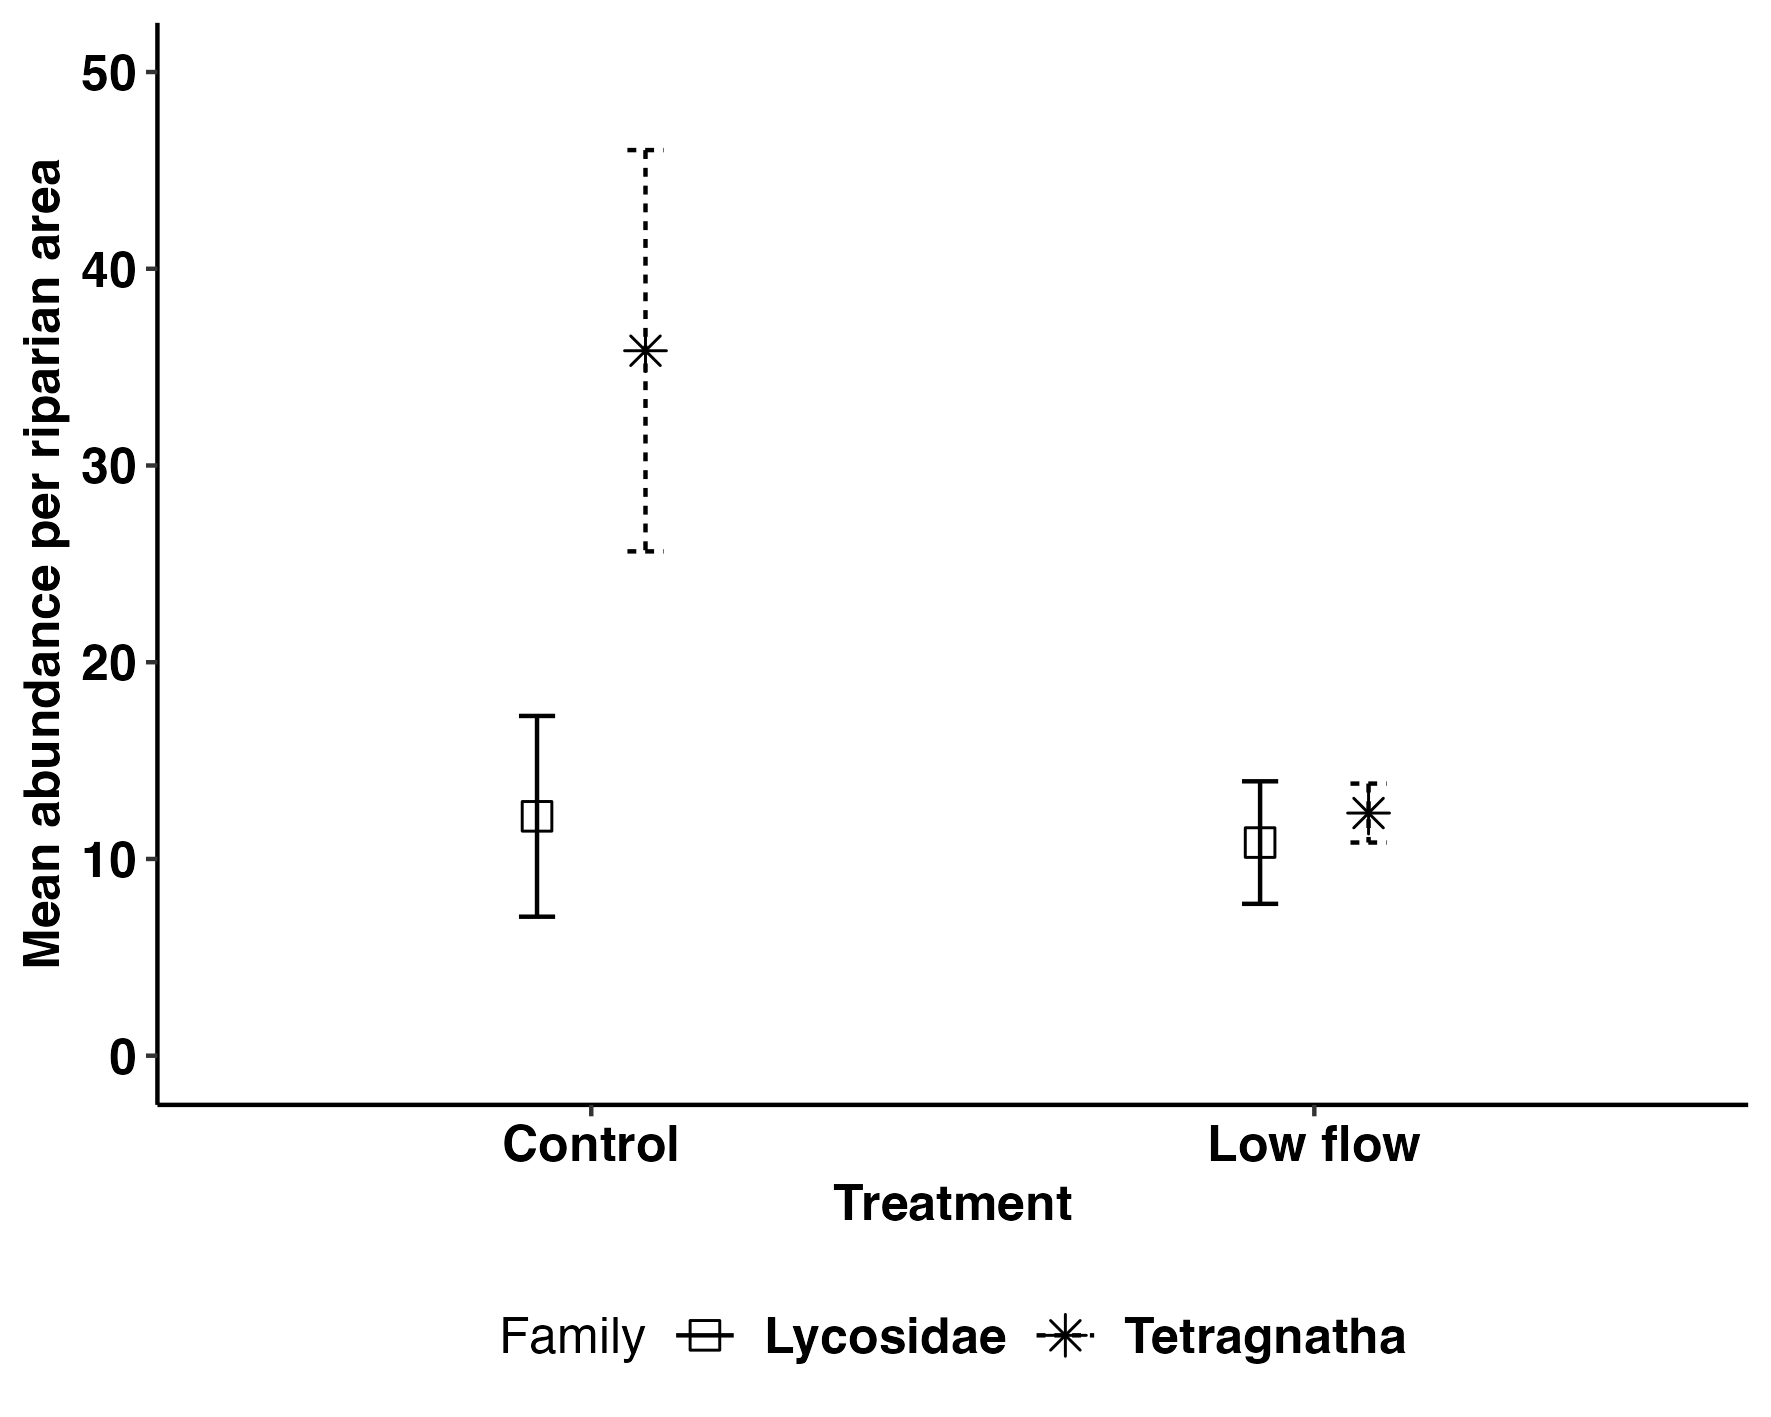 Mean abundance per riparian area
50
40
30
20
10
0
Control Low flow
Treatment
Family Lycosidae Tetragnatha